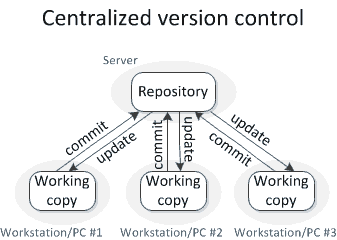 Centralized version control
Server
Repository
commit
update
commit
update
update
commit
Working
copy
Working
copy
Working
copy
Workstation/PC #1
Workstation/PC #2
Workstation/PC #3